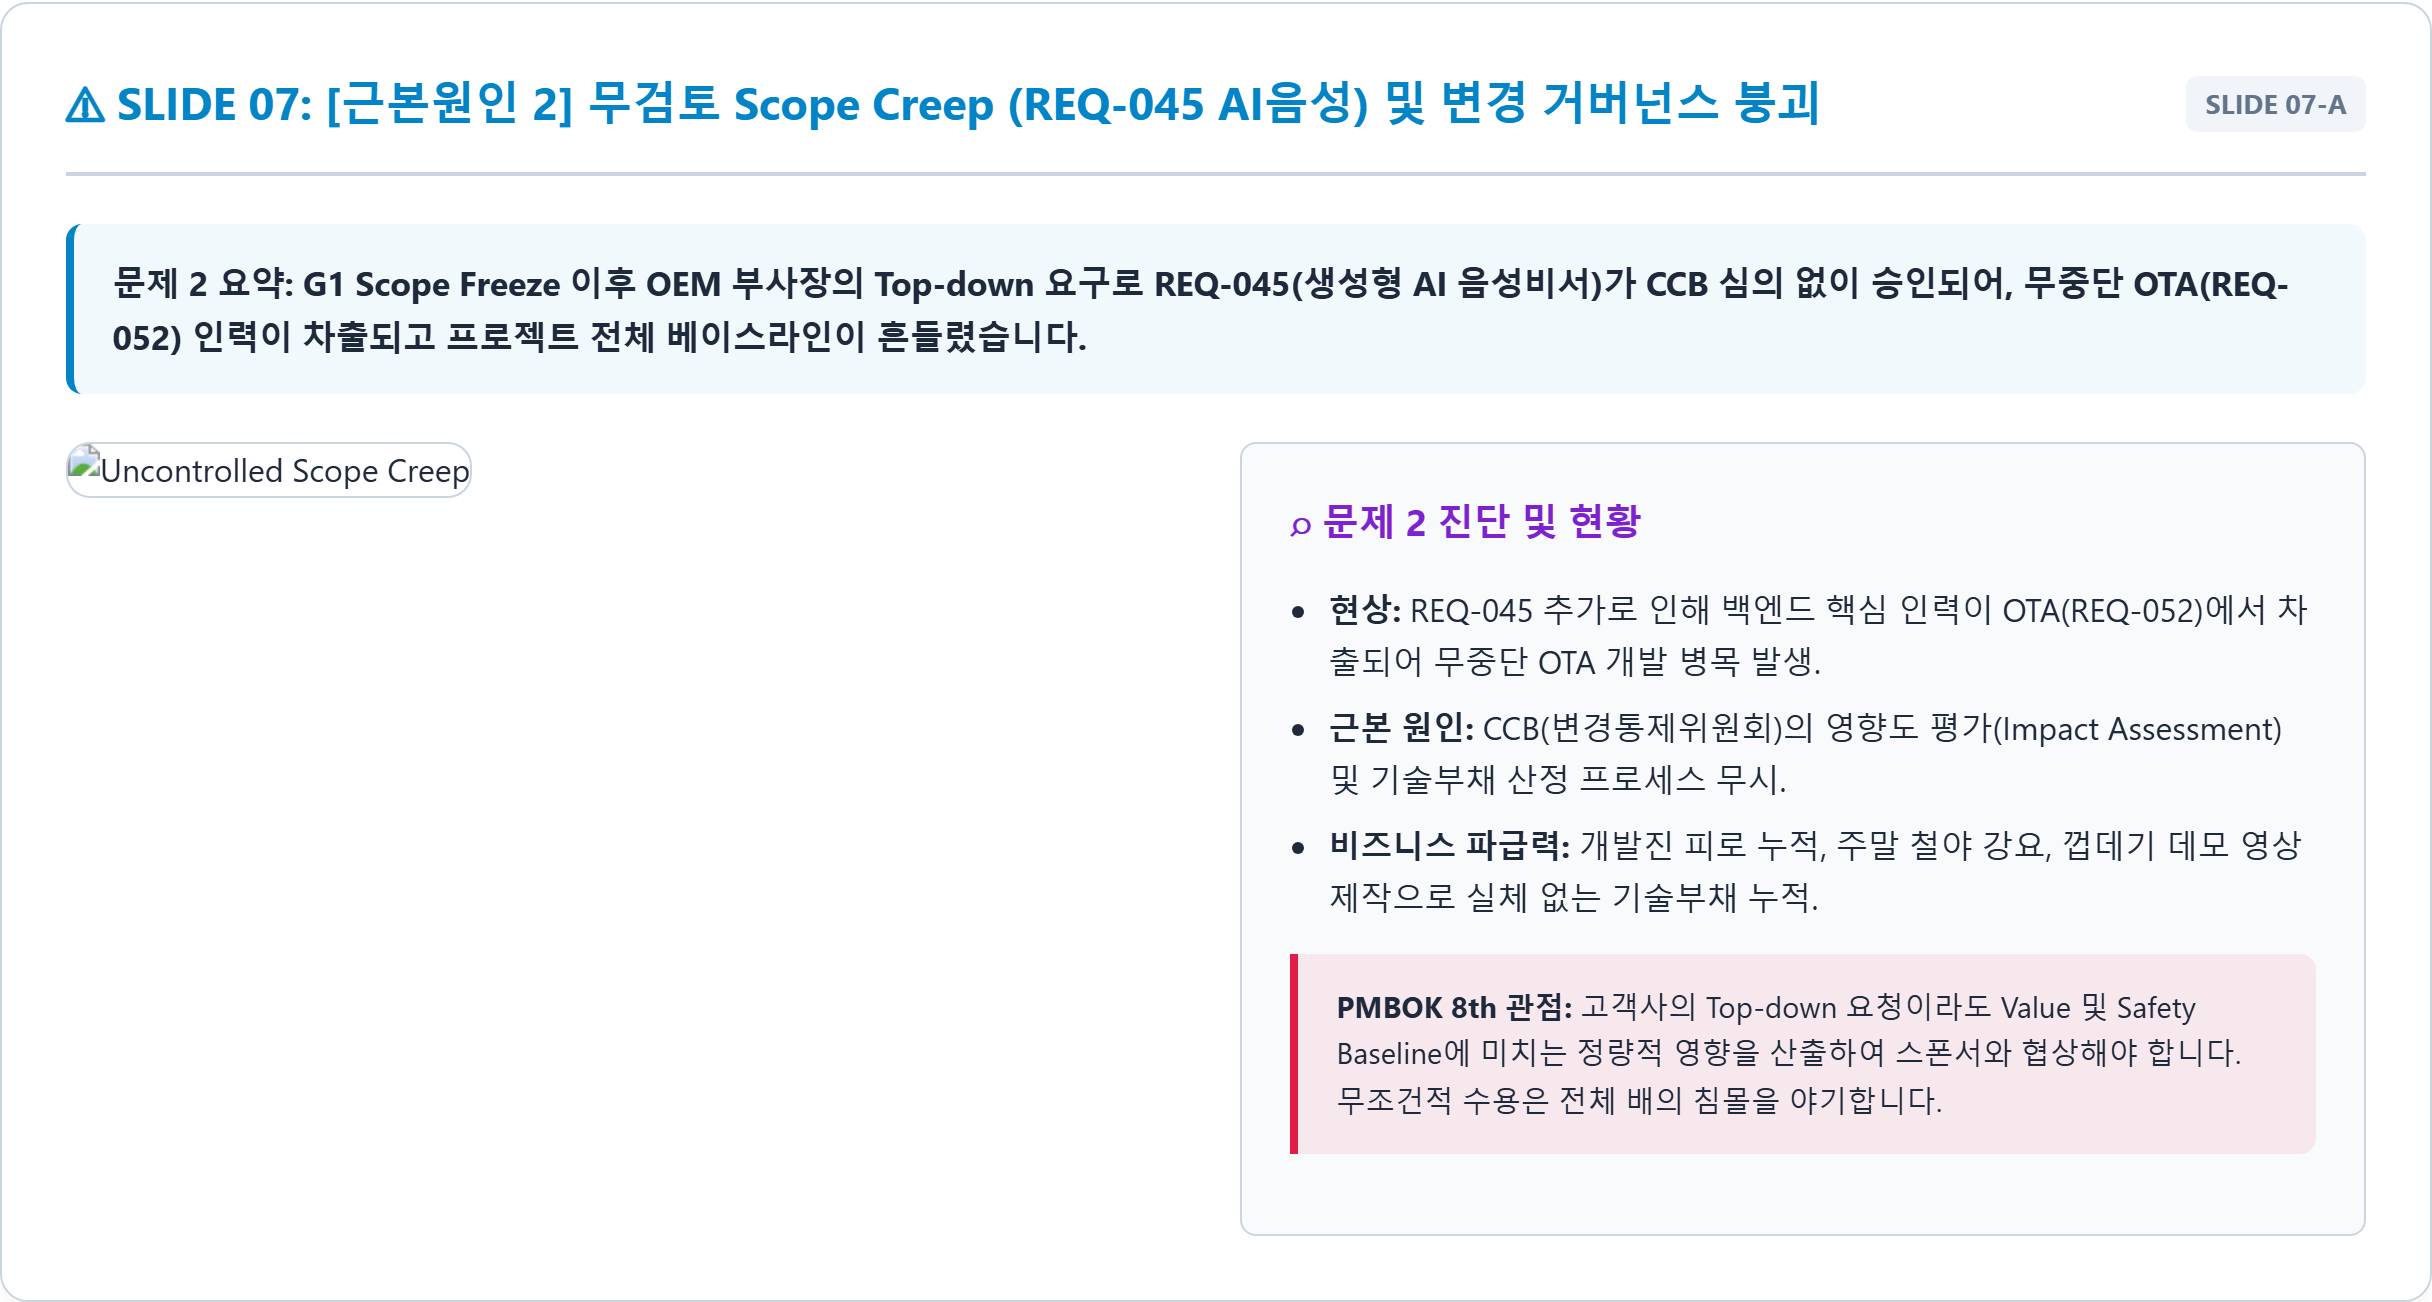 ⚠ SLIDE 07: [근본원인 2] 무검토 Scope Creep (REQ-045 AI음성) 및 변경 거버넌스 붕괴
SLIDE 07-A
문제 2 요약: G1 Scope Freeze 이후 OEM 부사장의 Top-down 요구로 REQ-045(생성형 AI 음성비서)가 CCB 심의 없이 승인되어, 무중단 OTA(REQ-
052) 인력이 차출되고 프로젝트 전체 베이스라인이 흔들렸습니다.
Uncontrolled Scope Creep
문제 2 진단 및 현황
• 현상: REQ-045 추가로 인해 백엔드 핵심 인력이 OTA(REQ-052)에서 차
출되어 무중단 OTA 개발 병목 발생.
• 근본 원인: CCB(변경통제위원회)의 영향도 평가(Impact Assessment)
및 기술부채 산정 프로세스 무시.
• 비즈니스 파급력: 개발진 피로 누적, 주말 철야 강요, 껍데기 데모 영상
제작으로 실체 없는 기술부채 누적.
PMBOK 8th 관점: 고객사의 Top-down 요청이라도 Value 및 Safety
Baseline에 미치는 정량적 영향을 산출하여 스폰서와 협상해야 합니다.
무조건적 수용은 전체 배의 침몰을 야기합니다.